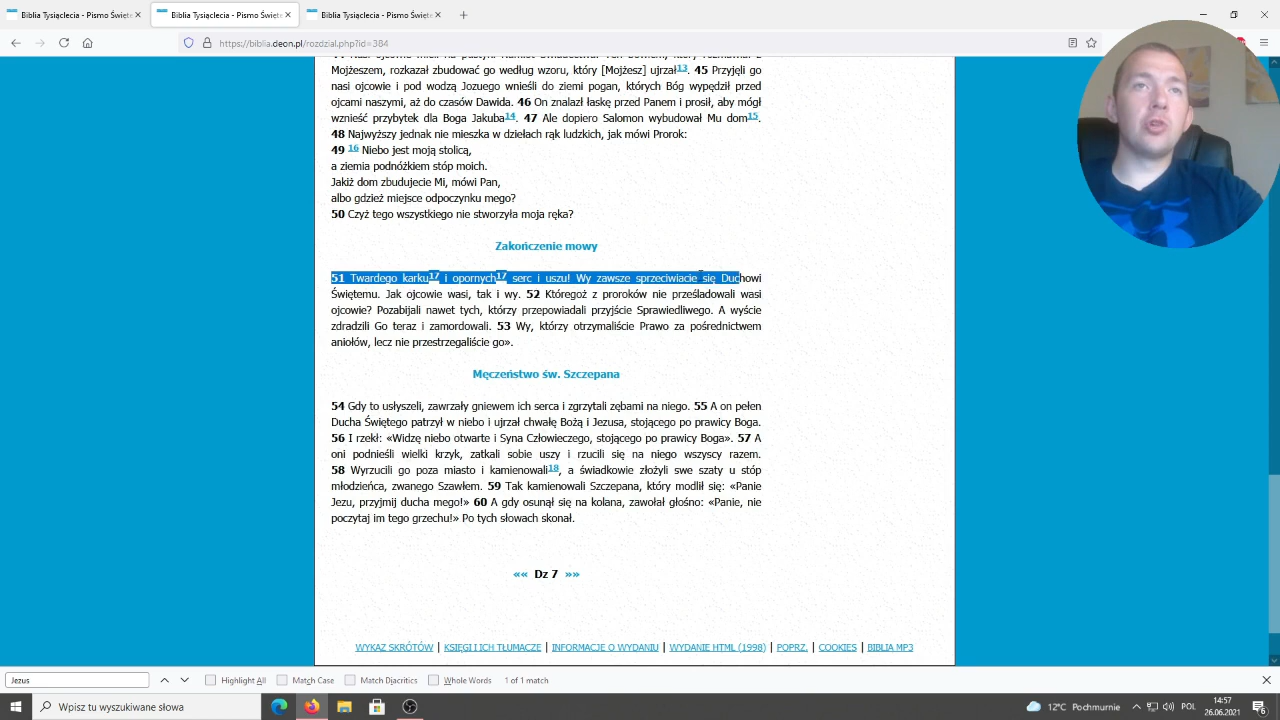 Biblia Tysiąclecia - Pismo Święte
Biblia Tysiąclecia - Pismo Święte
Biblia Tysiąclecia - Pismo Święte
https://biblia.deon.pl/rozdzial.php?id=384
Mojżeszem, rozkazał zbudować go według wzoru, który [Mojżesz] ujrzał13. 45 Przyjęli go
nasi ojcowie i pod wodzą Jozuego wnieśli do ziemi pogan, których Bóg wypędził przed
ojcami naszymi, aż do czasów Dawida. 46 On znalazł łaskę przed Panem i prosił, aby mógł
wznieść przybytek dla Boga Jakuba14. 47 Ale dopiero Salomon wybudował Mu dom15.
48 Najwyższy jednak nie mieszka w dziełach rąk ludzkich, jak mówi Prorok:
49 16 Niebo jest moją stolicą,
a ziemia podnóżkiem stóp moich.
Jakiż dom zbudujecie Mi, mówi Pan,
albo gdzież miejsce odpoczynku mego?
50 Czyż tego wszystkiego nie stworzyła moja ręka?
Zakończenie mowy
51 Twardego karku17 i opornych17 serc i uszu! Wy zawsze sprzeciwiacie się Duchowi
Świętemu. Jak ojcowie wasi, tak i wy. 52 Któregoż z proroków nie prześladowali wasi
ojcowie? Pozabijali nawet tych, którzy przepowiadali przyjście Sprawiedliwego. A wyście
zdradzili Go teraz i zamordowali. 53 Wy, którzy otrzymaliście Prawo za pośrednictwem
aniołów, lecz nie przestrzegaliście go».
Męczeństwo św. Szczepana
54 Gdy to usłyszeli, zawrzały gniewem ich serca i zgrzytali zębami na niego. 55 A on pełen
Ducha Świętego patrzył w niebo i ujrzał chwałę Bożą i Jezusa, stojącego po prawicy Boga.
56 I rzekł: «Widzę niebo otwarte i Syna Człowieczego, stojącego po prawicy Boga». 57 A
oni podnieśli wielki krzyk, zatkali sobie uszy i rzucili się na niego wszyscy razem.
58 Wyrzucili go poza miasto i kamienowali18, a świadkowie złożyli swe szaty u stóp
młodzieńca, zwanego Szawłem. 59 Tak kamienowali Szczepana, który modlił się: «Panie
Jezu, przyjmij ducha mego!» 60 A gdy osunął się na kolana, zawołał głośno: «Panie, nie
poczytaj im tego grzechu!» Po tych słowach skonał.
«« Dz 7 »»
WYKAZ SKRÓTÓW | KSIĘGI I ICH TŁUMACZE | INFORMACJE O WYDANIU | WYDANIE HTML (1998) | POPRZ. | COOKIES | BIBLIA MP3
Jezus Highlight All Match Case Match Diacritics Whole Words 1 of 1 match
Wpisz tu wyszukiwane słowa 12°C Pochmurnie POL 14:57
26.06.2021 6